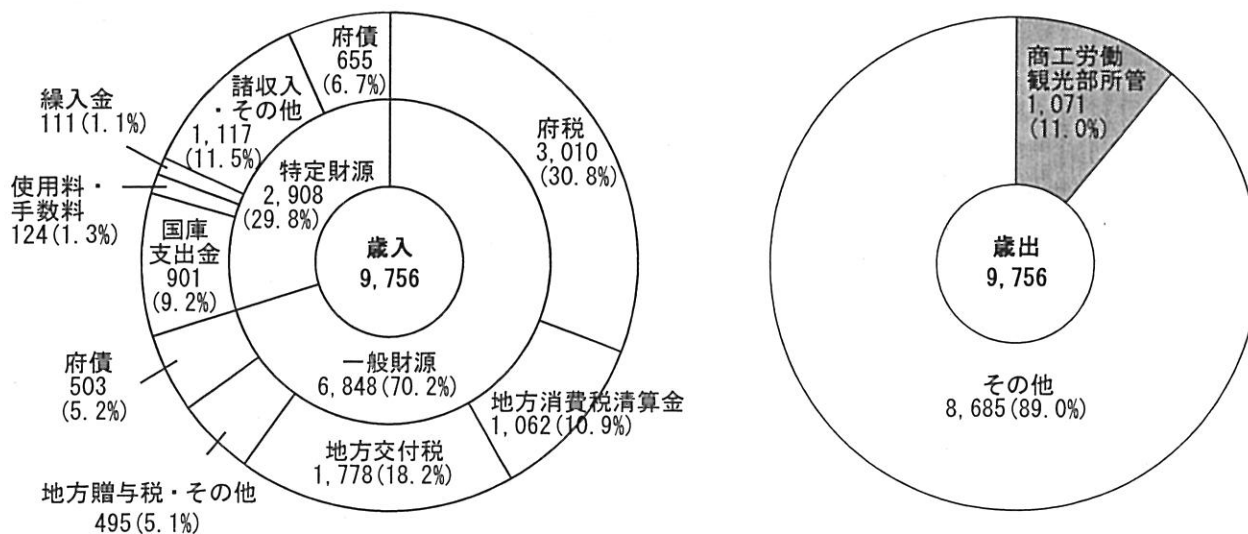 府債
655
(6.7%)
諸収入
・その他
1,117
(11.5%)
繰入金
111(1.1%)
使用料・
手数料
124(1.3%)
国庫
支出金
901
(9.2%)
特定財源
2,908
(29.8%)
府税
3,010
(30.8%)
歳入
9,756
一般財源
6,848(70.2%)
府債
503
(5.2%)
地方消費税清算金
1,062(10.9%)
地方交付税
1,778(18.2%)
地方贈与税・その他
495(5.1%)
商工労働
観光部所管
1,071
(11.0%)
歳出
9,756
その他
8,685(89.0%)